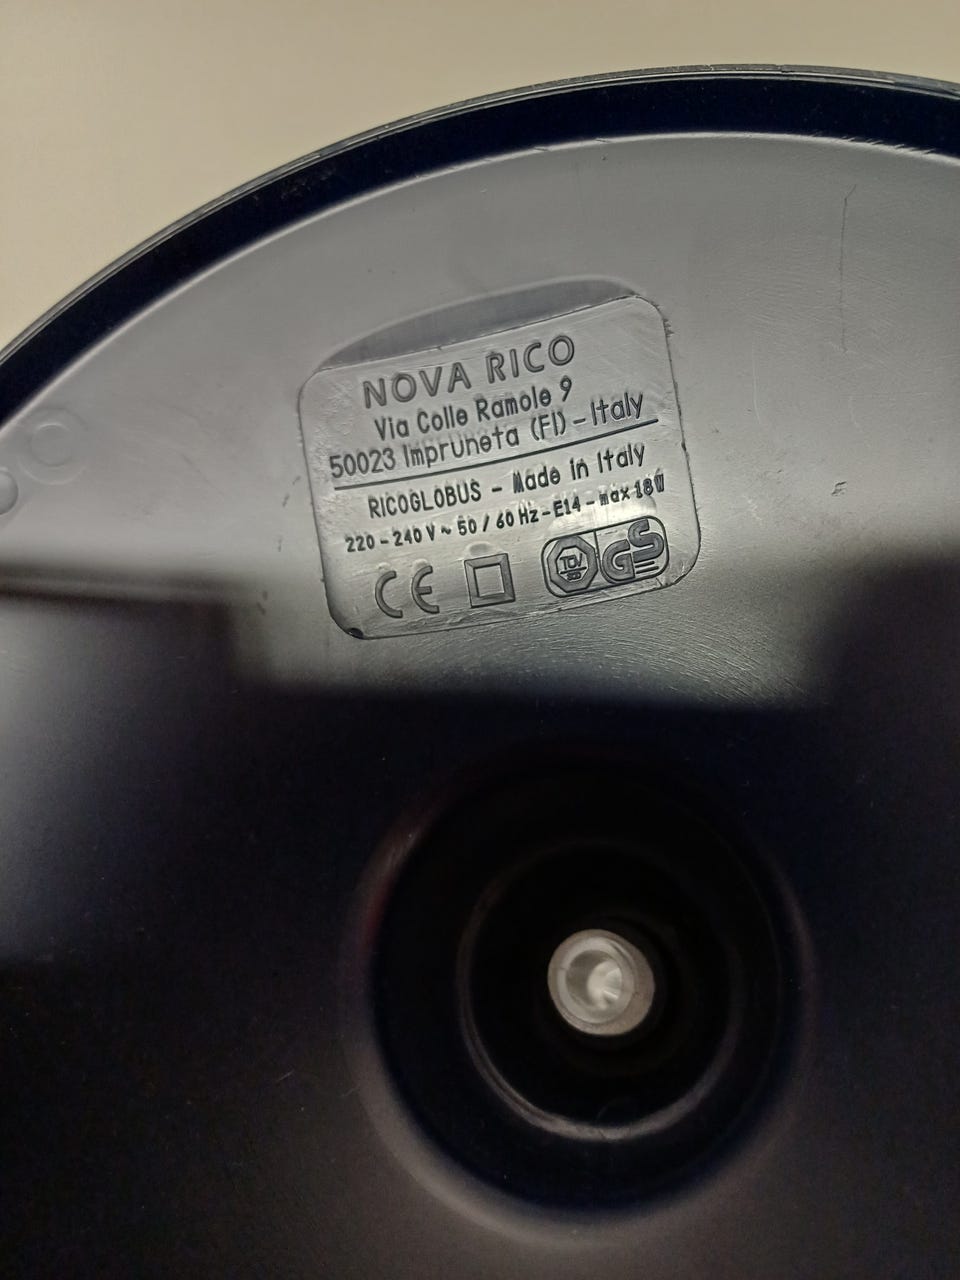 NOVA RICO
Via Colle Ramole 9
50023 Impruneta (FI) - Italy
RICOGLOBUS - Made in Italy
220 - 240 V ~ 50 / 60 Hz - E14 - max 18W
CE TÜV GS